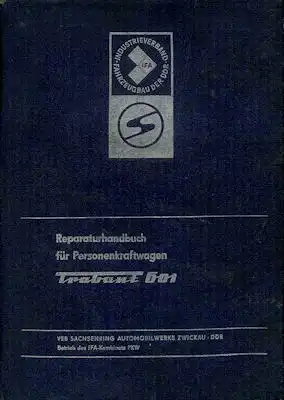 INDUSTRIEVERBAND
FAHRZEUGBAU DER DDR
IFA
Reparaturhandbuch
für Personenkraftwagen
Trabant 601
VEB SACHSENRING AUTOMOBILWERKE ZWICKAU · DDR
Betrieb des IFA-Kombinats PKW